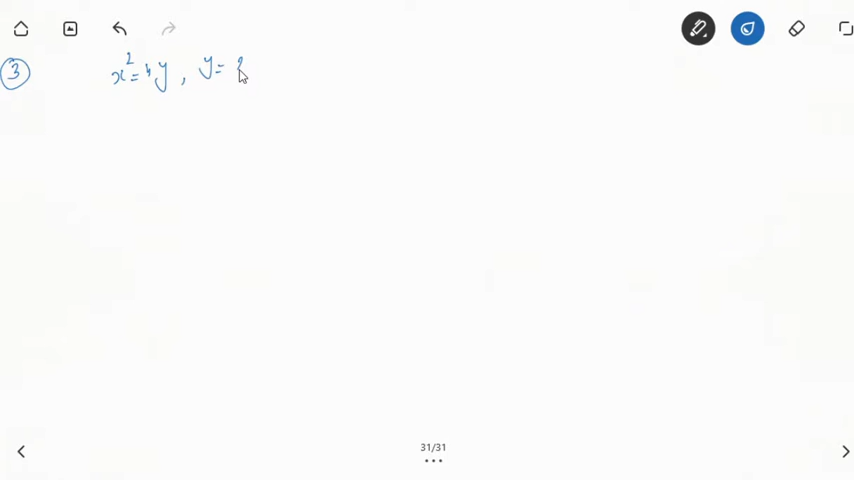 ③ x² = 4y , y =
31/31